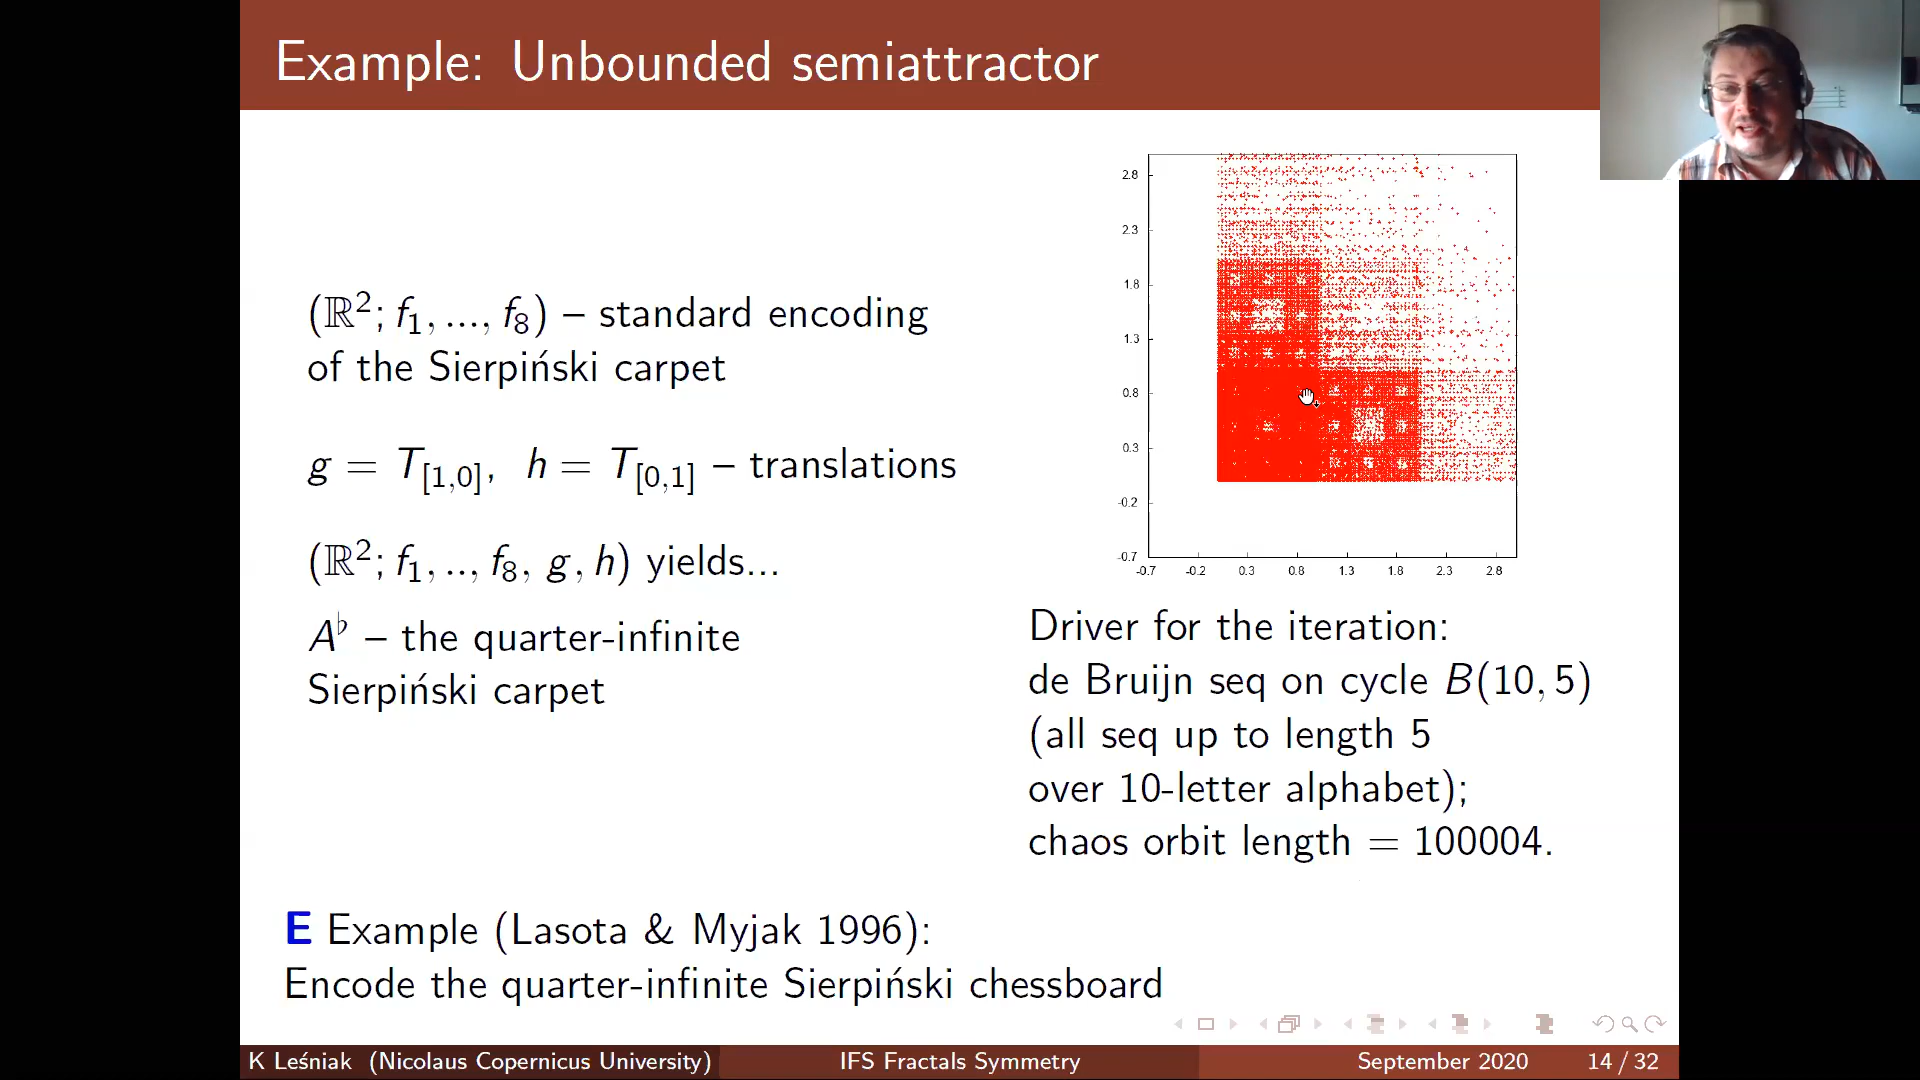 Example: Unbounded semiattractor
(ℝ²; f₁, ..., f₈) – standard encoding
of the Sierpiński carpet
g = T[1,0], h = T[0,1] – translations
(ℝ²; f₁, .., f₈, g, h) yields...
A♭ – the quarter-infinite
Sierpiński carpet
2.8
2.3
1.8
1.3
0.8
0.3
-0.2
-0.7
-0.7 -0.2 0.3 0.8 1.3 1.8 2.3 2.8
Driver for the iteration:
de Bruijn seq on cycle B(10, 5)
(all seq up to length 5
over 10-letter alphabet);
chaos orbit length = 100004.
E Example (Lasota & Myjak 1996):
Encode the quarter-infinite Sierpiński chessboard
K Leśniak (Nicolaus Copernicus University) IFS Fractals Symmetry September 2020 14 / 32